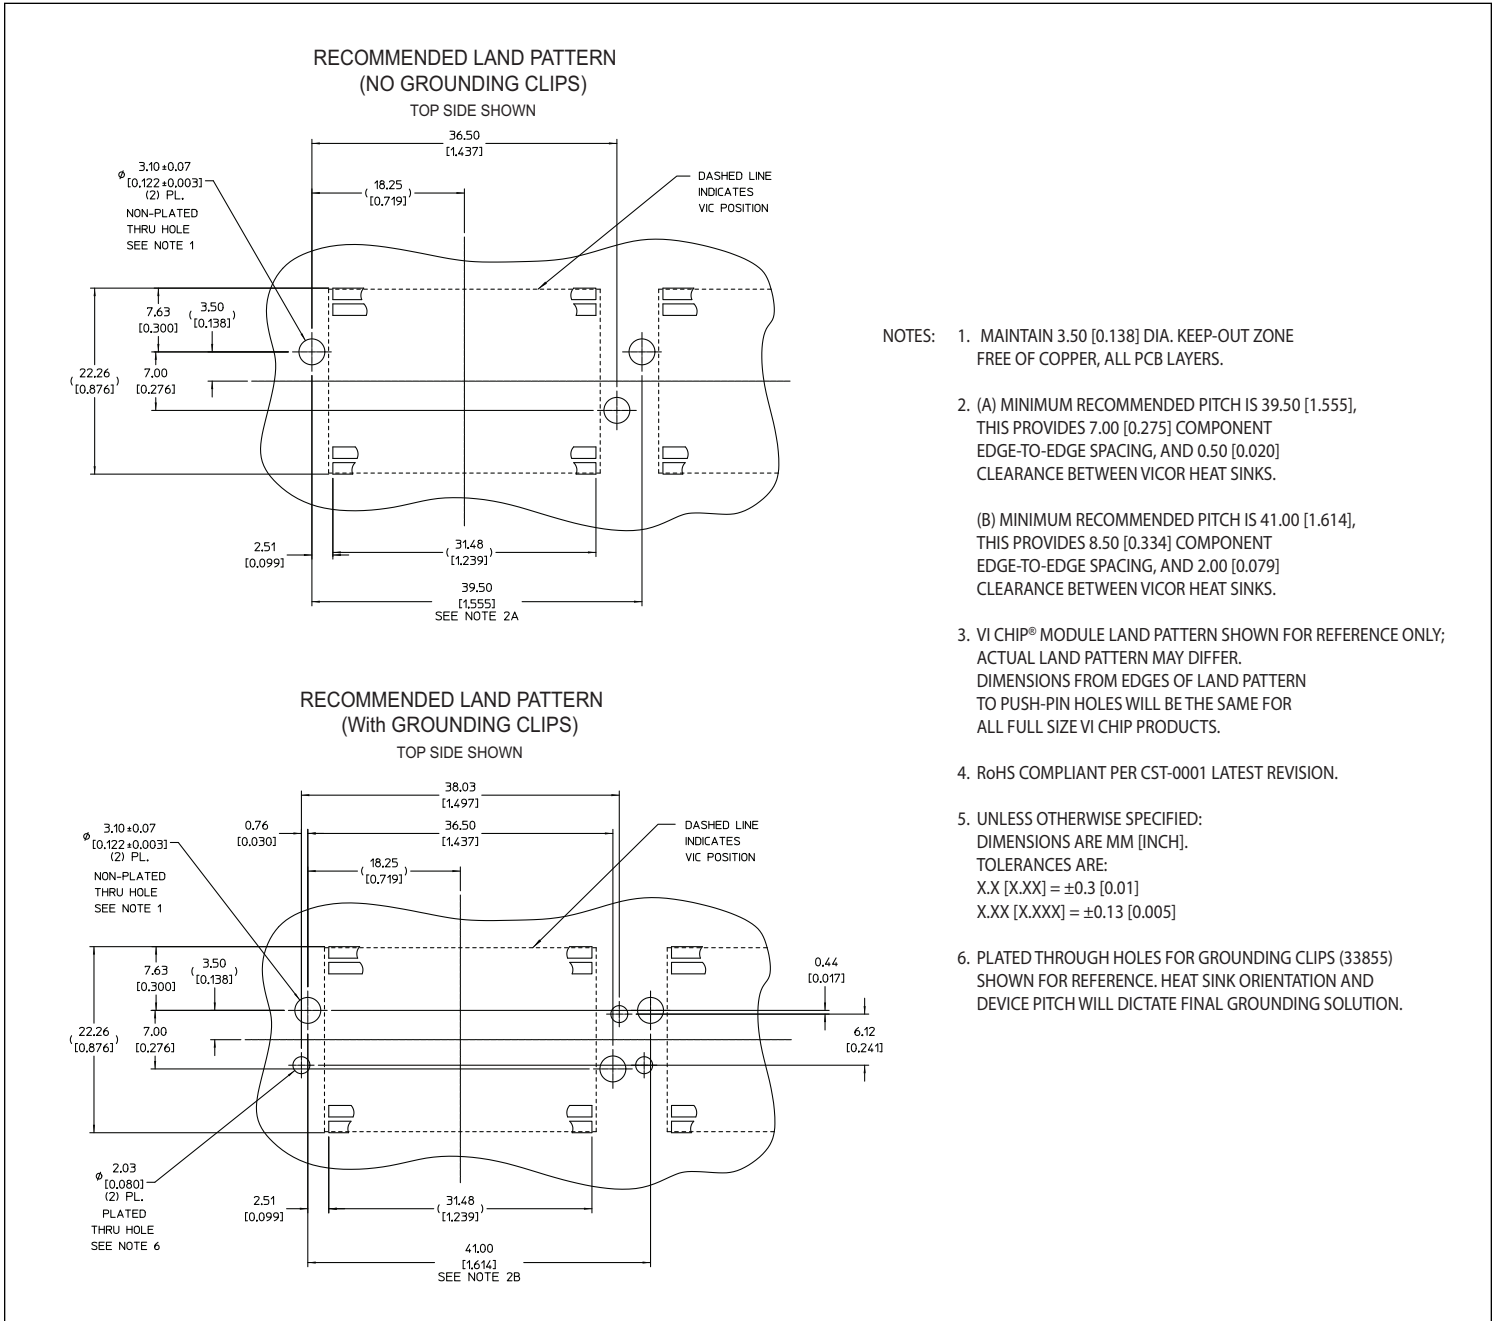 RECOMMENDED LAND PATTERN
(NO GROUNDING CLIPS)
TOP SIDE SHOWN
36.50
[1.437]
ø 3.10 ±0.07
[0.122 ±0.003]
(2) PL.
NON-PLATED
THRU HOLE
SEE NOTE 1
(18.25
[0.719])
DASHED LINE
INDICATES
VIC POSITION
7.63
[0.300]
(3.50
[0.138])
(22.26
[0.876])
7.00
[0.276]
2.51
[0.099]
(31.48
[1.239])
39.50
[1.555]
SEE NOTE 2A
RECOMMENDED LAND PATTERN
(With GROUNDING CLIPS)
TOP SIDE SHOWN
38.03
[1.497]
0.76
[0.030]
36.50
[1.437]
ø 3.10 ±0.07
[0.122 ±0.003]
(2) PL.
NON-PLATED
THRU HOLE
SEE NOTE 1
(18.25
[0.719])
DASHED LINE
INDICATES
VIC POSITION
7.63
[0.300]
(3.50
[0.138])
0.44
[0.017]
(22.26
[0.876])
7.00
[0.276]
6.12
[0.241]
ø 2.03
[0.080]
(2) PL.
PLATED
THRU HOLE
SEE NOTE 6
2.51
[0.099]
(31.48
[1.239])
41.00
[1.614]
SEE NOTE 2B
NOTES: 1. MAINTAIN 3.50 [0.138] DIA. KEEP-OUT ZONE
FREE OF COPPER, ALL PCB LAYERS.
2. (A) MINIMUM RECOMMENDED PITCH IS 39.50 [1.555],
THIS PROVIDES 7.00 [0.275] COMPONENT
EDGE-TO-EDGE SPACING, AND 0.50 [0.020]
CLEARANCE BETWEEN VICOR HEAT SINKS.
(B) MINIMUM RECOMMENDED PITCH IS 41.00 [1.614],
THIS PROVIDES 8.50 [0.334] COMPONENT
EDGE-TO-EDGE SPACING, AND 2.00 [0.079]
CLEARANCE BETWEEN VICOR HEAT SINKS.
3. VI CHIP® MODULE LAND PATTERN SHOWN FOR REFERENCE ONLY;
ACTUAL LAND PATTERN MAY DIFFER.
DIMENSIONS FROM EDGES OF LAND PATTERN
TO PUSH-PIN HOLES WILL BE THE SAME FOR
ALL FULL SIZE VI CHIP PRODUCTS.
4. RoHS COMPLIANT PER CST-0001 LATEST REVISION.
5. UNLESS OTHERWISE SPECIFIED:
DIMENSIONS ARE MM [INCH].
TOLERANCES ARE:
X.X [X.XX] = ±0.3 [0.01]
X.XX [X.XXX] = ±0.13 [0.005]
6. PLATED THROUGH HOLES FOR GROUNDING CLIPS (33855)
SHOWN FOR REFERENCE. HEAT SINK ORIENTATION AND
DEVICE PITCH WILL DICTATE FINAL GROUNDING SOLUTION.